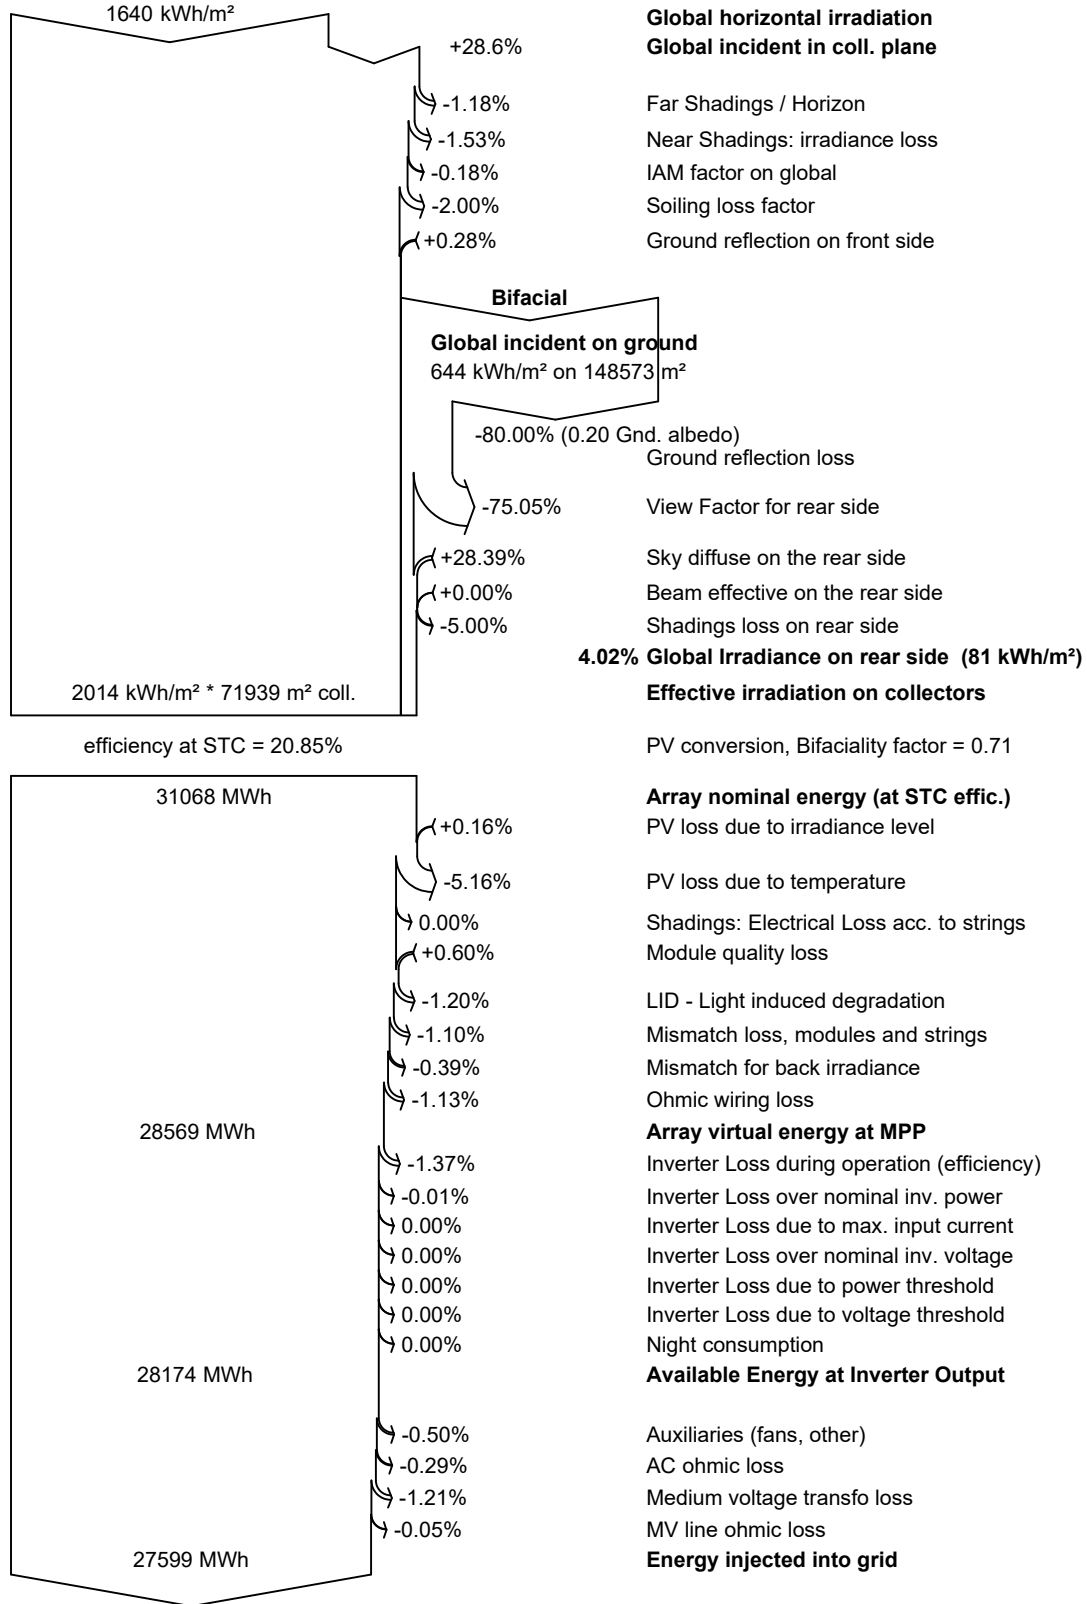 1640 kWh/m² Global horizontal irradiation
+28.6% Global incident in coll. plane
-1.18% Far Shadings / Horizon
-1.53% Near Shadings: irradiance loss
-0.18% IAM factor on global
-2.00% Soiling loss factor
+0.28% Ground reflection on front side
Bifacial
Global incident on ground
644 kWh/m² on 148573 m²
-80.00% (0.20 Gnd. albedo)
Ground reflection loss
-75.05% View Factor for rear side
+28.39% Sky diffuse on the rear side
+0.00% Beam effective on the rear side
-5.00% Shadings loss on rear side
4.02% Global Irradiance on rear side (81 kWh/m²)
2014 kWh/m² * 71939 m² coll. Effective irradiation on collectors
efficiency at STC = 20.85% PV conversion, Bifaciality factor = 0.71
31068 MWh Array nominal energy (at STC effic.)
+0.16% PV loss due to irradiance level
-5.16% PV loss due to temperature
0.00% Shadings: Electrical Loss acc. to strings
+0.60% Module quality loss
-1.20% LID - Light induced degradation
-1.10% Mismatch loss, modules and strings
-0.39% Mismatch for back irradiance
-1.13% Ohmic wiring loss
28569 MWh Array virtual energy at MPP
-1.37% Inverter Loss during operation (efficiency)
-0.01% Inverter Loss over nominal inv. power
0.00% Inverter Loss due to max. input current
0.00% Inverter Loss over nominal inv. voltage
0.00% Inverter Loss due to power threshold
0.00% Inverter Loss due to voltage threshold
0.00% Night consumption
28174 MWh Available Energy at Inverter Output
-0.50% Auxiliaries (fans, other)
-0.29% AC ohmic loss
-1.21% Medium voltage transfo loss
-0.05% MV line ohmic loss
27599 MWh Energy injected into grid